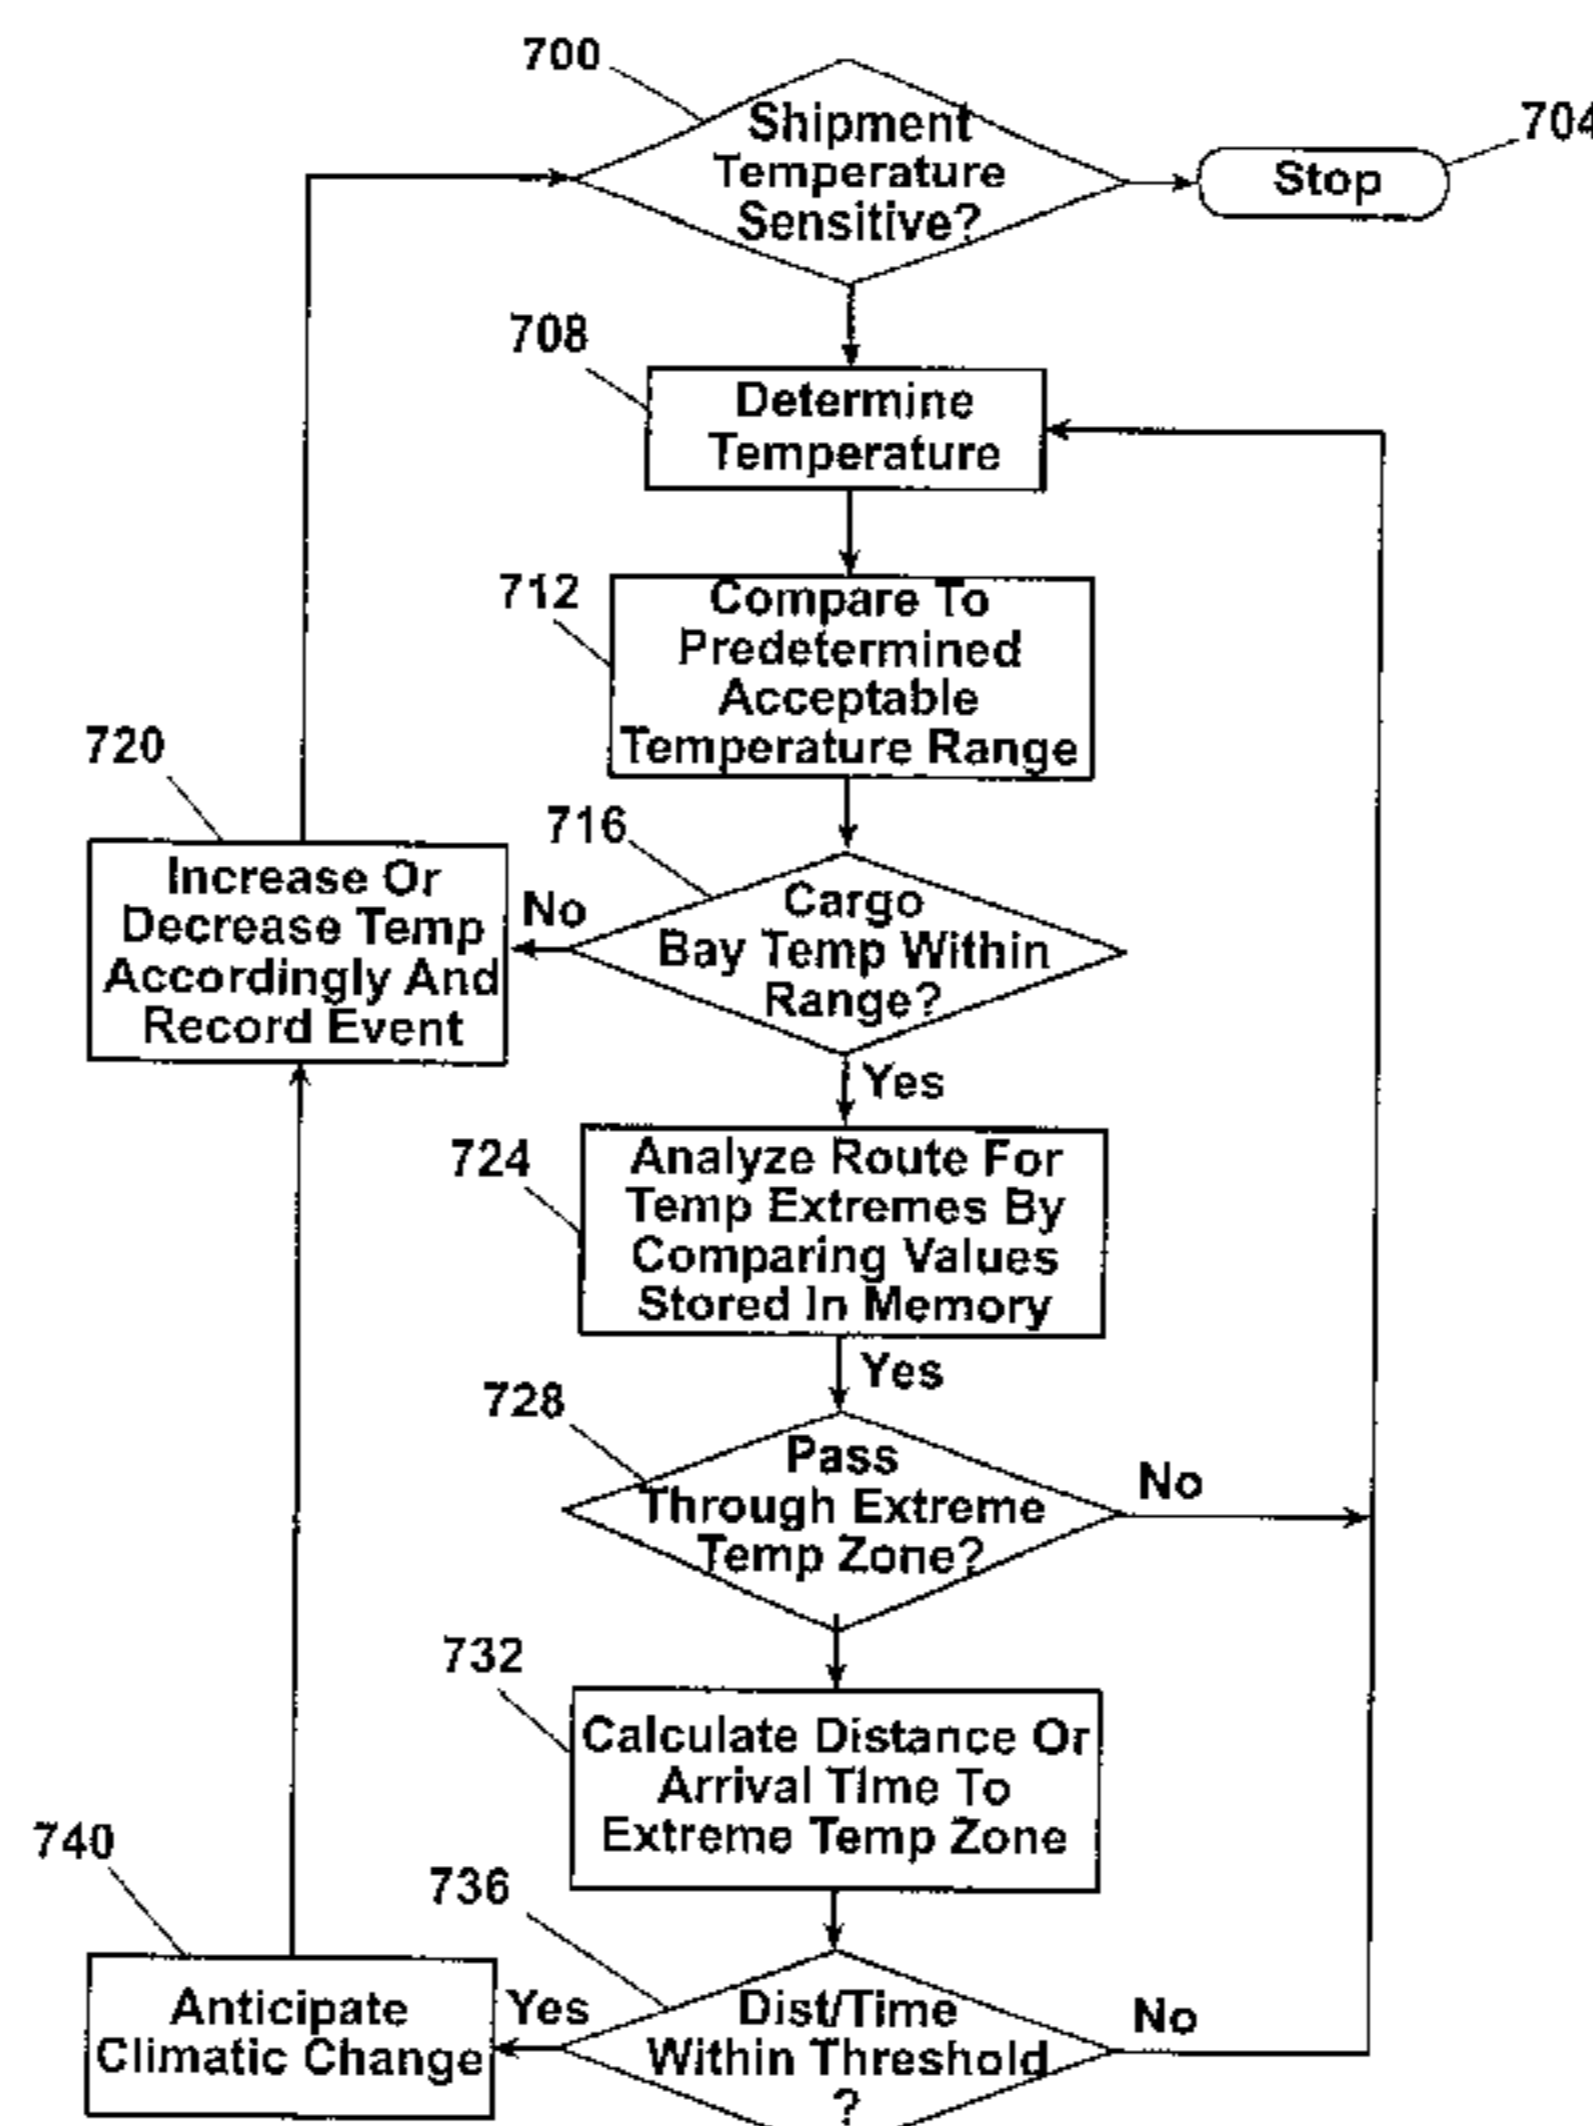 700
Shipment
Temperature
Sensitive?
704
Stop
708
Determine
Temperature
712
Compare To
Predetermined
Acceptable
Temperature Range
720
716
Increase Or
Decrease Temp
Accordingly And
Record Event
No
Cargo
Bay Temp Within
Range?
Yes
724
Analyze Route For
Temp Extremes By
Comparing Values
Stored In Memory
Yes
728
Pass
Through Extreme
Temp Zone?
No
732
Calculate Distance Or
Arrival TIme To
Extreme Temp Zone
740
736
Anticipate
Climatic Change
Yes
Dist/Time
Within Threshold
?
No